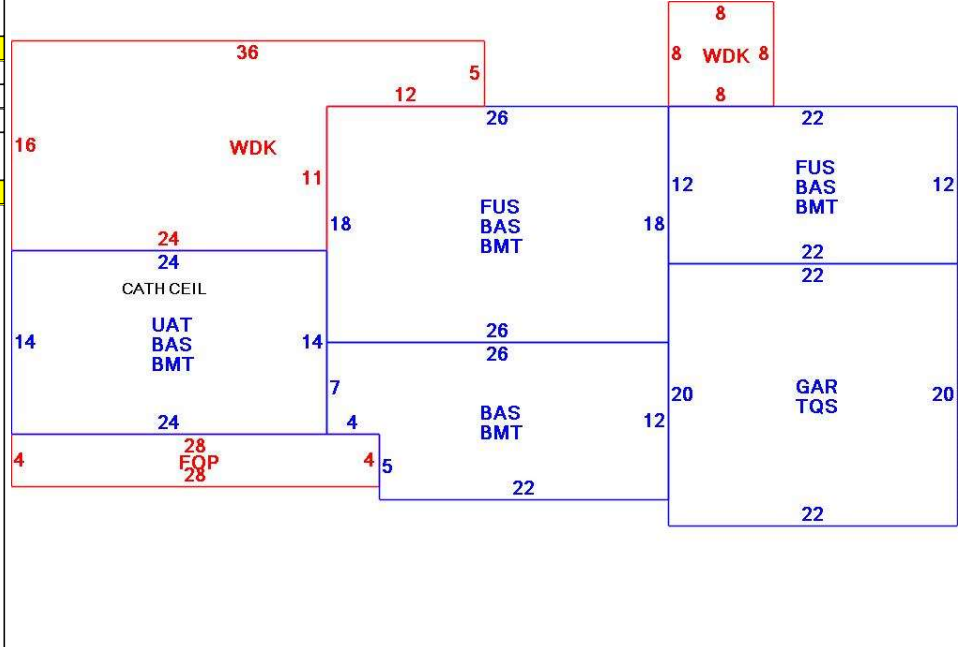 8
8 WDK 8
8
36
5
12
16
WDK
11
24
26
22
18
FUS
BAS
BMT
18
12
FUS
BAS
BMT
12
22
24
CATH CEIL
14
UAT
BAS
BMT
14
24
26
26
7
4
BAS
BMT
12
5
22
22
20
GAR
TQS
20
22
28
4
FOP
4
28